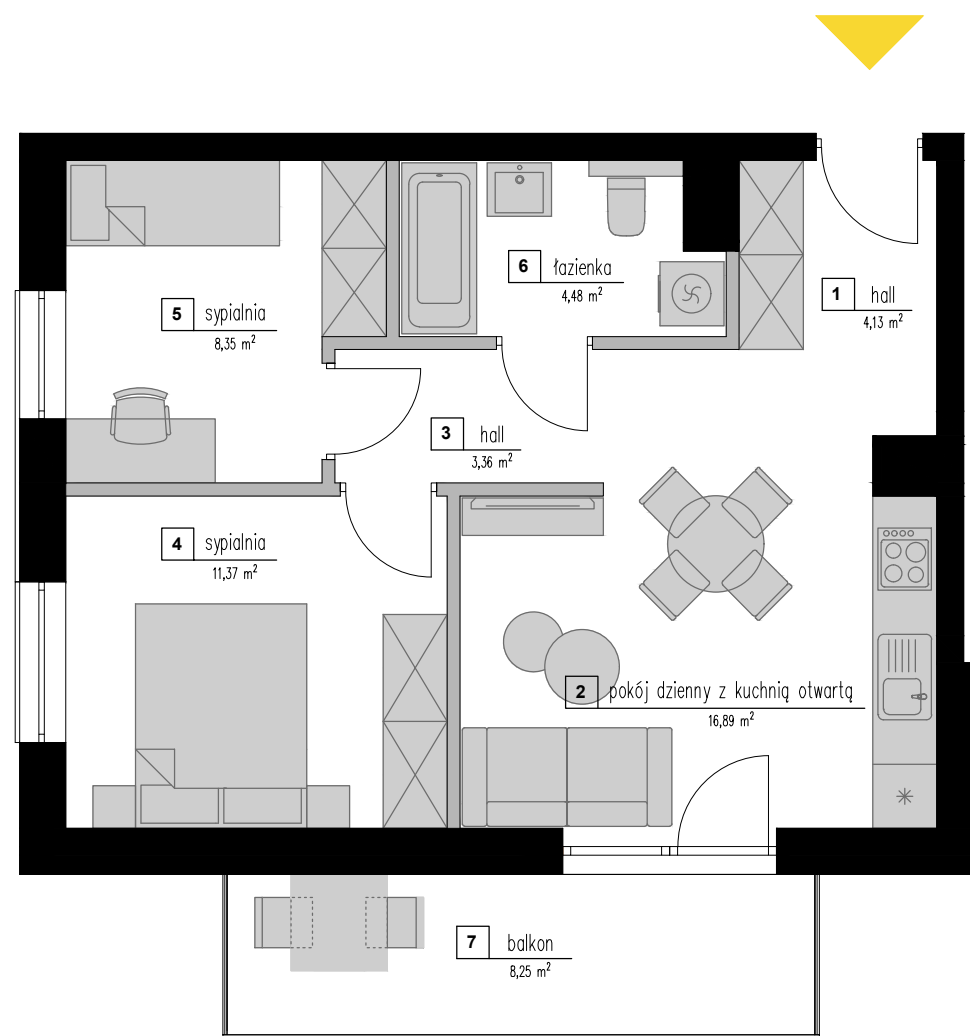 6 łazienka
4,48 m²
1 hall
4,13 m²
5 sypialnia
8,35 m²
3 hall
3,36 m²
4 sypialnia
11,37 m²
2 pokój dzienny z kuchnią otwartą
16,89 m²
7 balkon
8,25 m²